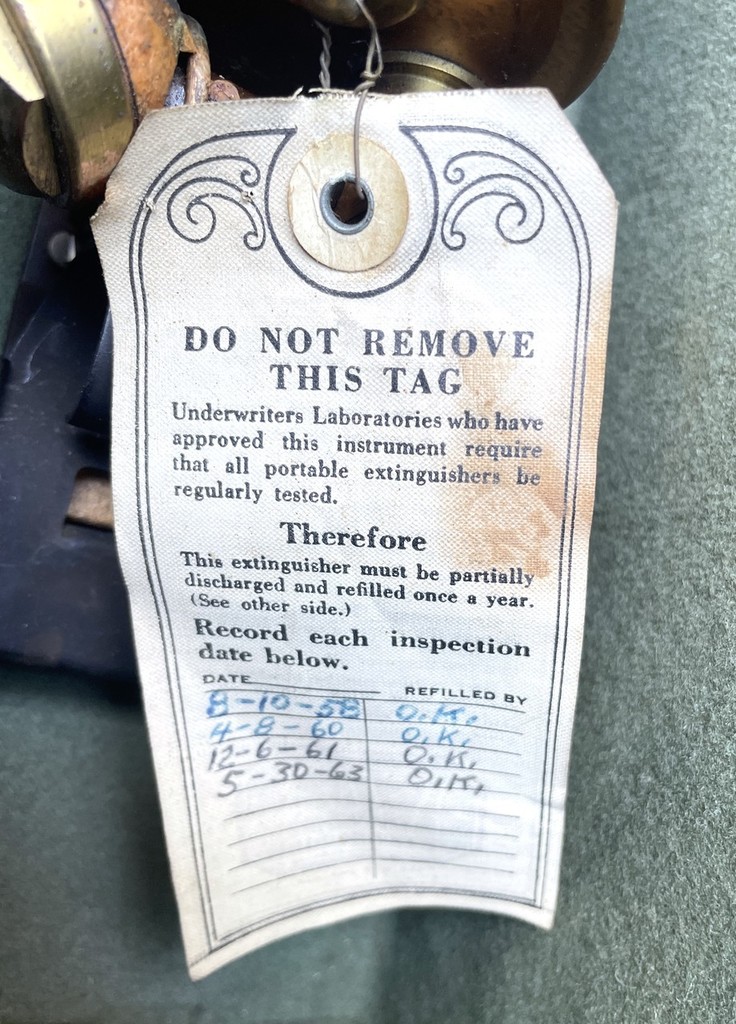 DO NOT REMOVE
THIS TAG
Underwriters Laboratories who have
approved this instrument require
that all portable extinguishers be
regularly tested.
Therefore
This extinguisher must be partially
discharged and refilled once a year.
(See other side.)
Record each inspection
date below.
DATE REFILLED BY
8-10-58 O.K.
4-8-60 O.K.
12-6-61 O.K.
5-30-63 O.K.